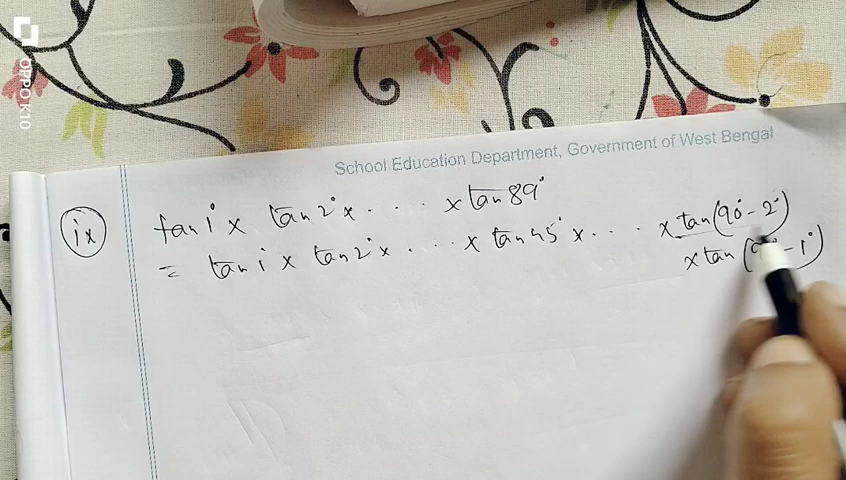 OPPO K10
School Education Department, Government of West Bengal
ix
tan 1° × tan 2° × . . . . × tan 89°
= tan 1° × tan 2° × . . . × tan 45° × . . . × tan (90° - 2°)
× tan (90° - 1°)